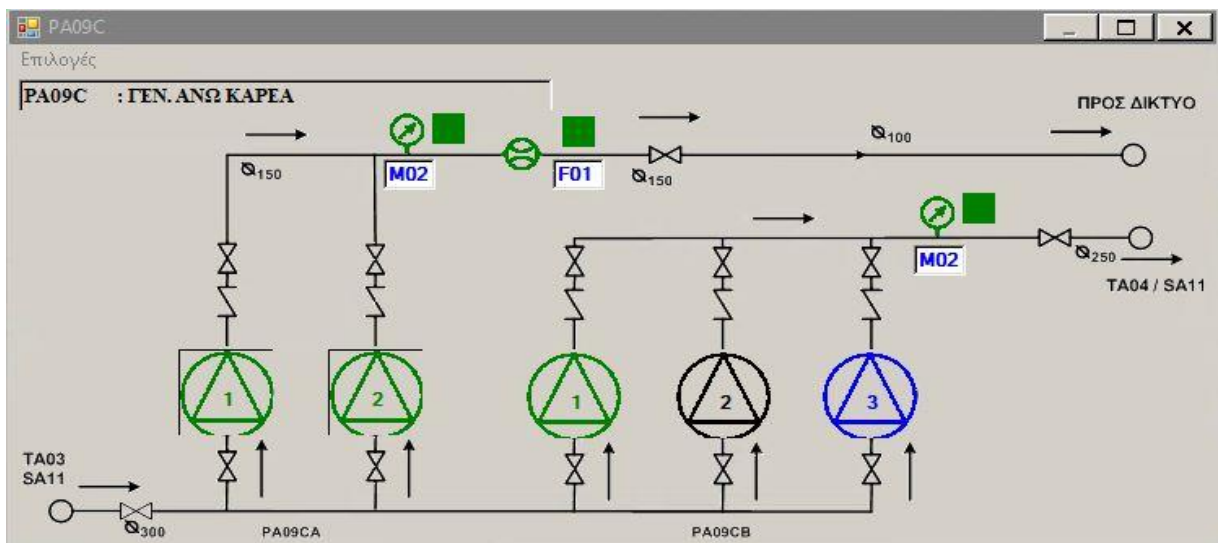 PA09C
Επιλογές
PA09C : ΓΕΝ. ΑΝΩ ΚΑΡΕΑ
ΠΡΟΣ ΔΙΚΤΥΟ
Ø100
Ø150
M02
F01
Ø150
M02
Ø250
TA04 / SA11
1
2
1
2
3
TA03
SA11
Ø300
PA09CA
PA09CB